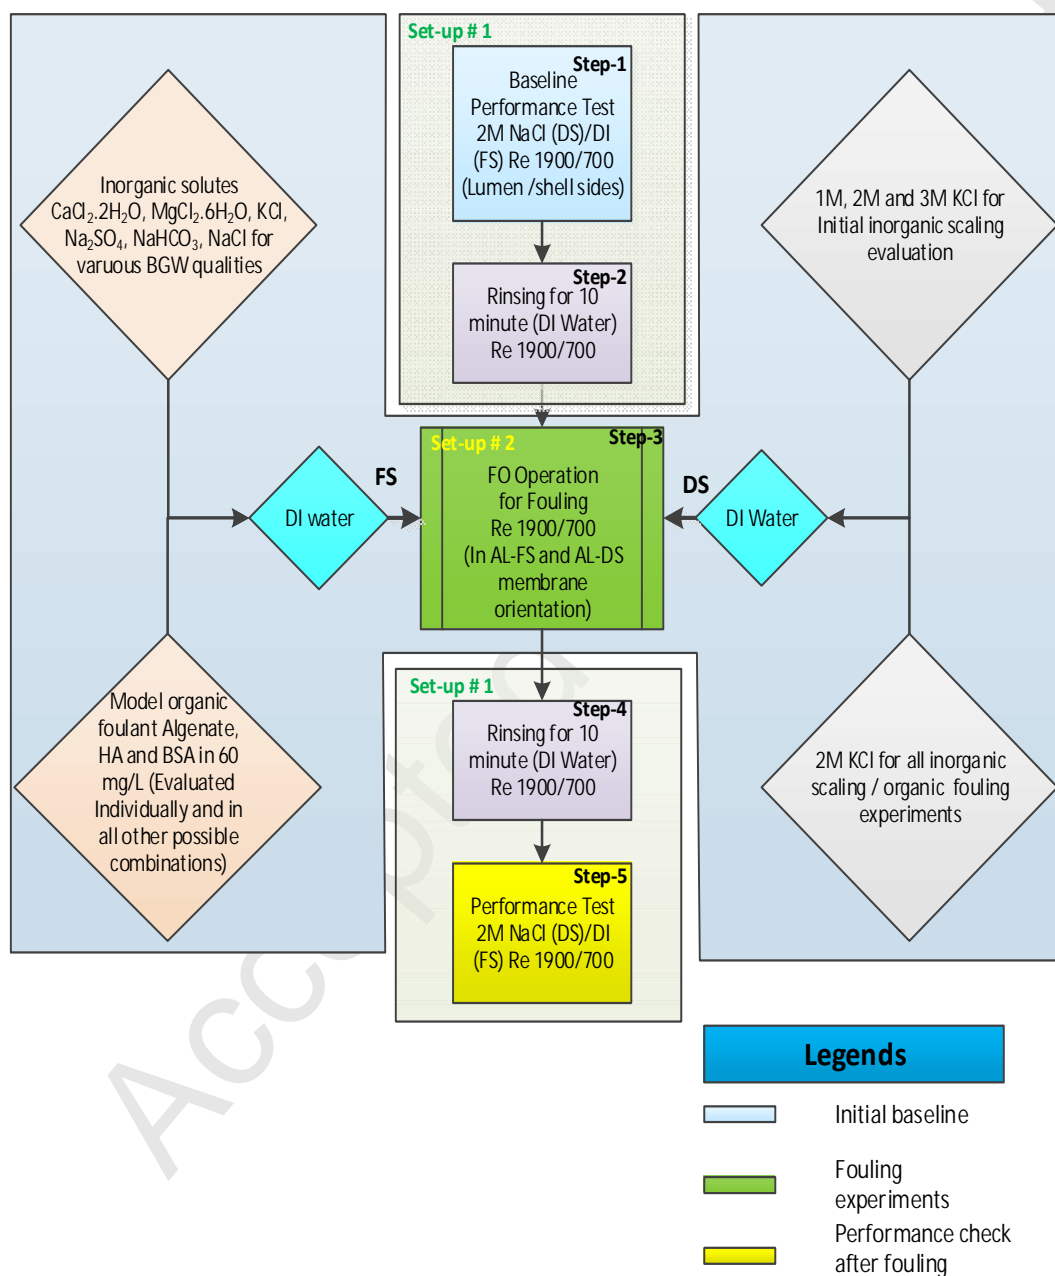 Set-up # 1
Step-1
Baseline
Performance Test
2M NaCl (DS)/DI
(FS) Re 1900/700
(Lumen /shell sides)
Step-2
Rinsing for 10
minute (DI Water)
Re 1900/700
Inorganic solutes
CaCl₂.2H₂O, MgCl₂.6H₂O, KCl,
Na₂SO₄, NaHCO₃, NaCl for
varuous BGW qualities
1M, 2M and 3M KCl for
Initial inorganic scaling
evaluation
Set-up # 2
Step-3
FO Operation
for Fouling
Re 1900/700
(In AL-FS and AL-DS
membrane
orientation)
FS
DI water
DS
DI Water
Model organic
foulant Algenate,
HA and BSA in 60
mg/L (Evaluated
Individually and in
all other possible
combinations)
2M KCl for all inorganic
scaling / organic fouling
experiments
Set-up # 1
Step-4
Rinsing for 10
minute (DI Water)
Re 1900/700
Step-5
Performance Test
2M NaCl (DS)/DI
(FS) Re 1900/700
Legends
Initial baseline
Fouling
experiments
Performance check
after fouling